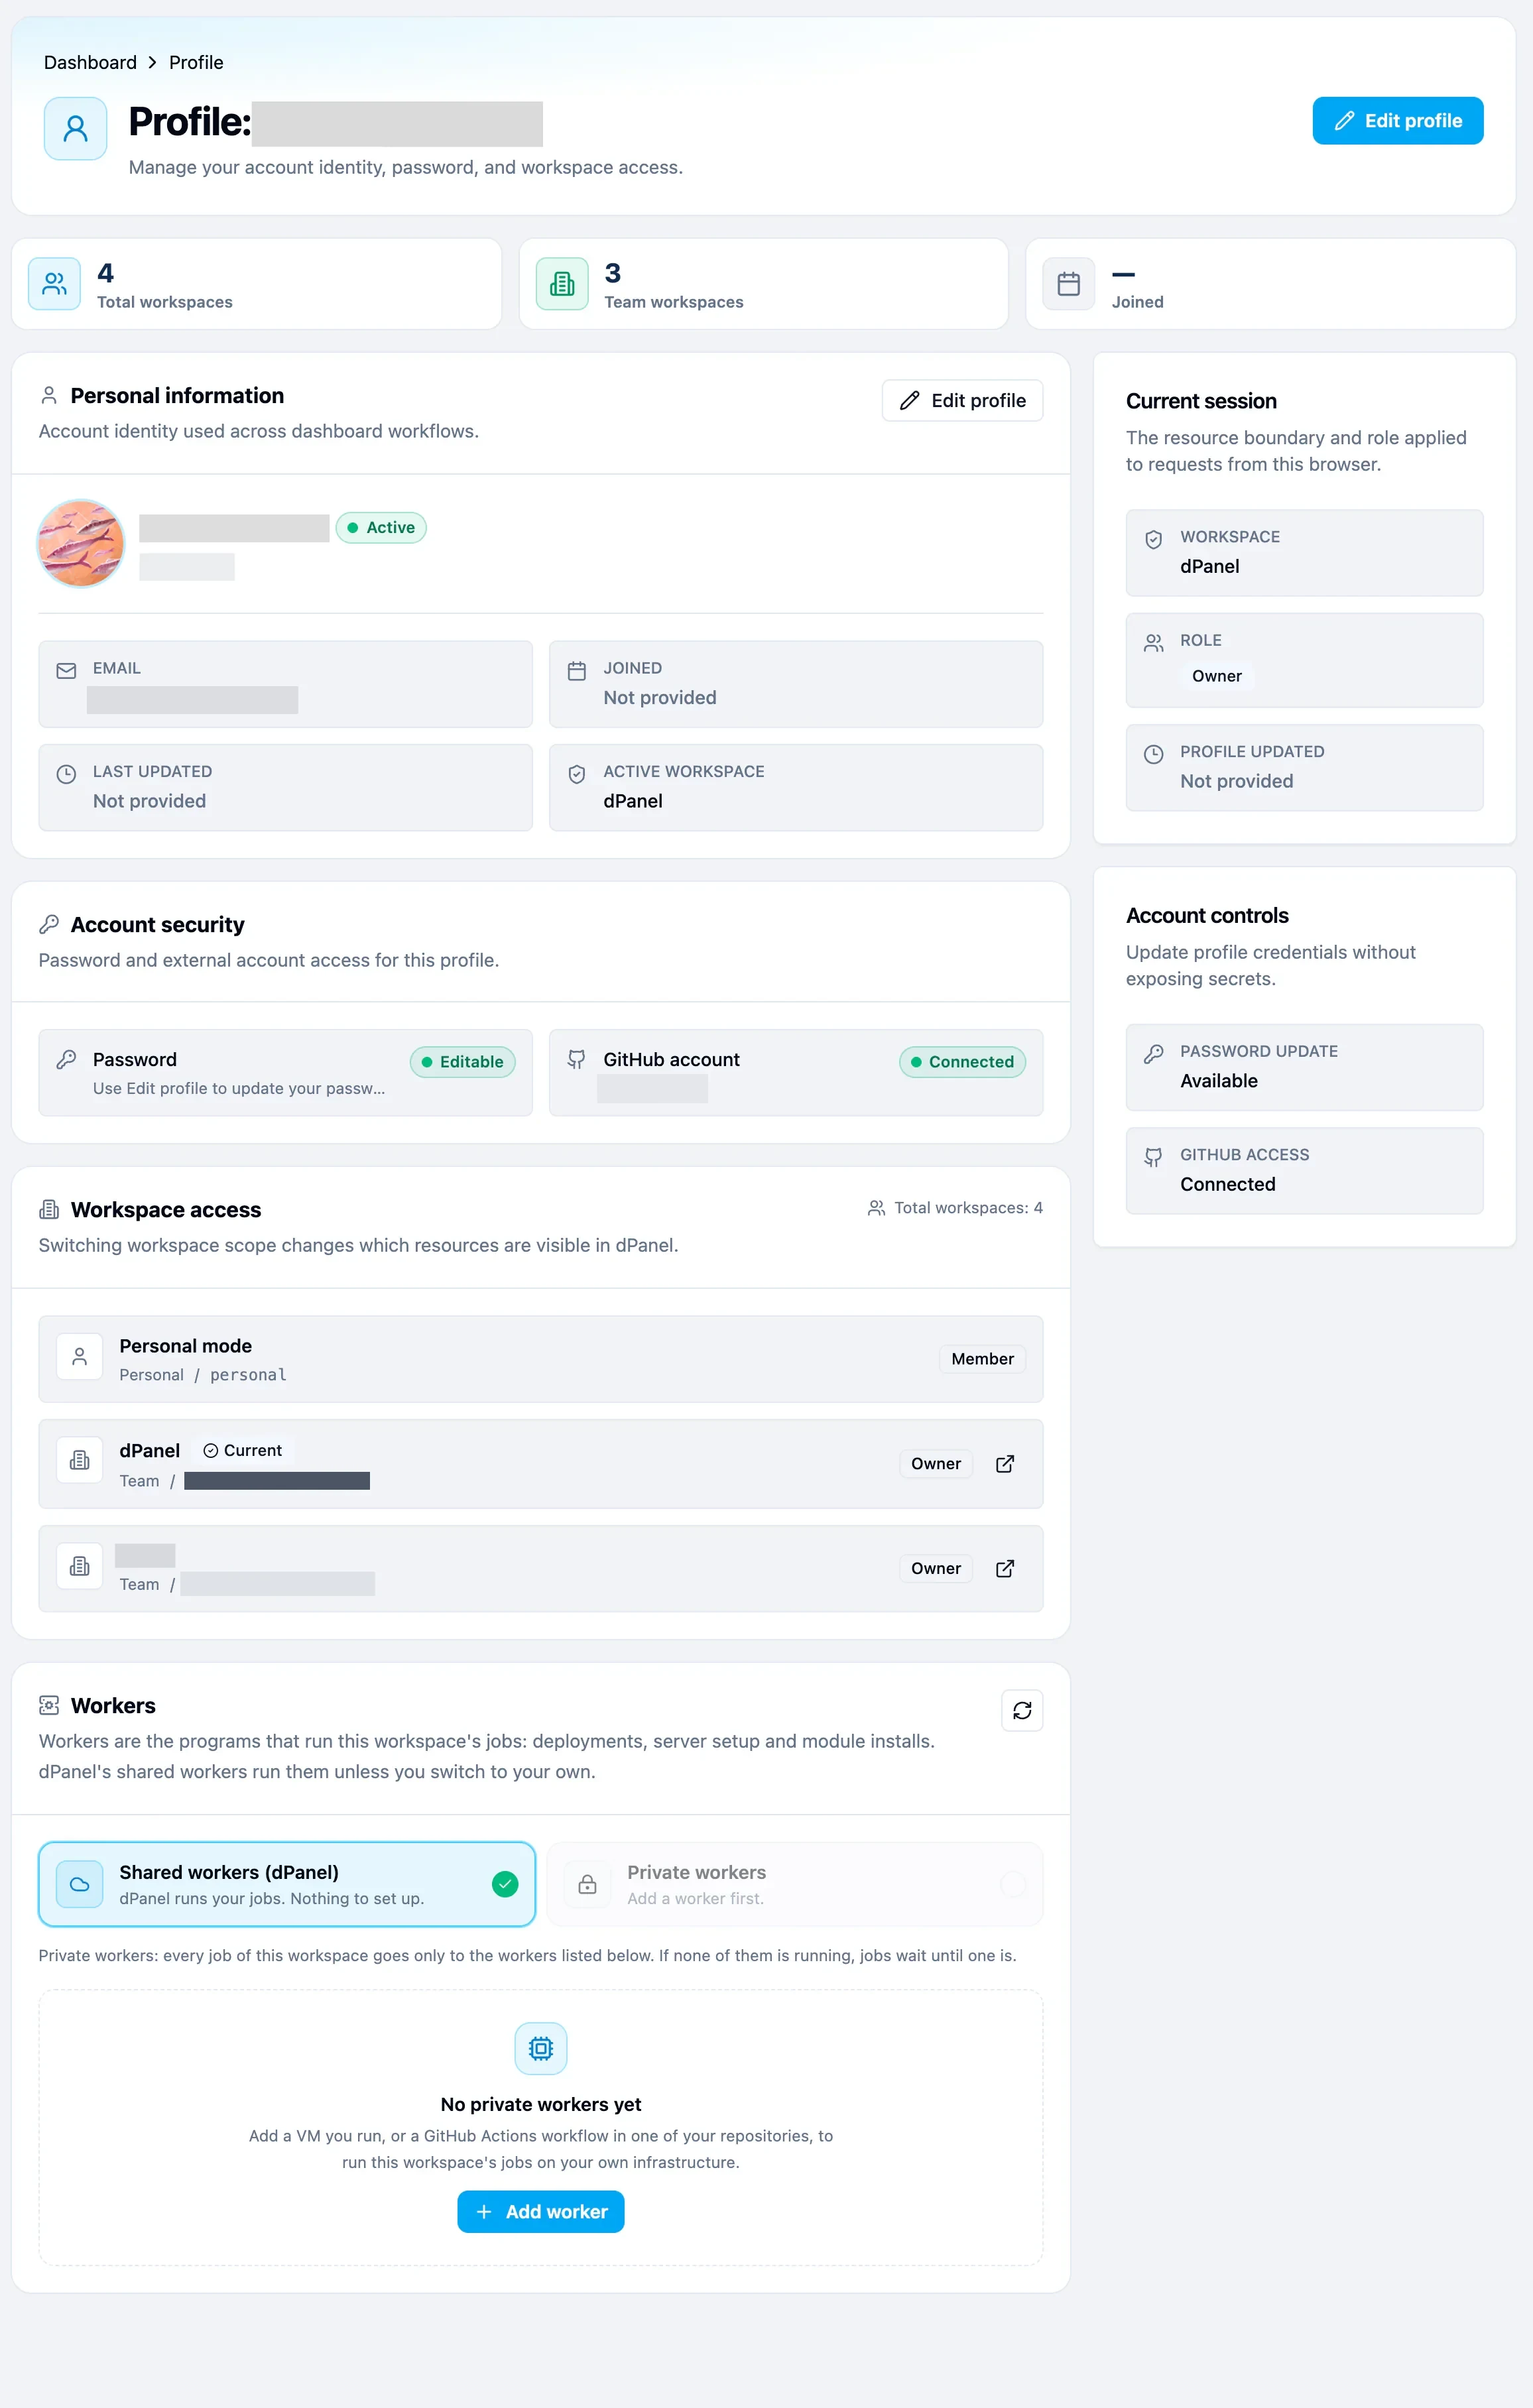 Dashboard > Profile
Profile:
Manage your account identity, password, and workspace access.
Edit profile
4
Total workspaces
3
Team workspaces
—
Joined
Personal information
Account identity used across dashboard workflows.
Edit profile
Active
EMAIL
JOINED
Not provided
LAST UPDATED
Not provided
ACTIVE WORKSPACE
dPanel
Account security
Password and external account access for this profile.
Password
Use Edit profile to update your passw...
Editable
GitHub account
Connected
Workspace access
Switching workspace scope changes which resources are visible in dPanel.
Total workspaces: 4
Personal mode
Personal / personal
Member
dPanel
Current
Team /
Owner
Team /
Owner
Workers
Workers are the programs that run this workspace's jobs: deployments, server setup and module installs.
dPanel's shared workers run them unless you switch to your own.
Shared workers (dPanel)
dPanel runs your jobs. Nothing to set up.
Private workers
Add a worker first.
Private workers: every job of this workspace goes only to the workers listed below. If none of them is running, jobs wait until one is.
No private workers yet
Add a VM you run, or a GitHub Actions workflow in one of your repositories, to
run this workspace's jobs on your own infrastructure.
Add worker
Current session
The resource boundary and role applied
to requests from this browser.
WORKSPACE
dPanel
ROLE
Owner
PROFILE UPDATED
Not provided
Account controls
Update profile credentials without
exposing secrets.
PASSWORD UPDATE
Available
GITHUB ACCESS
Connected